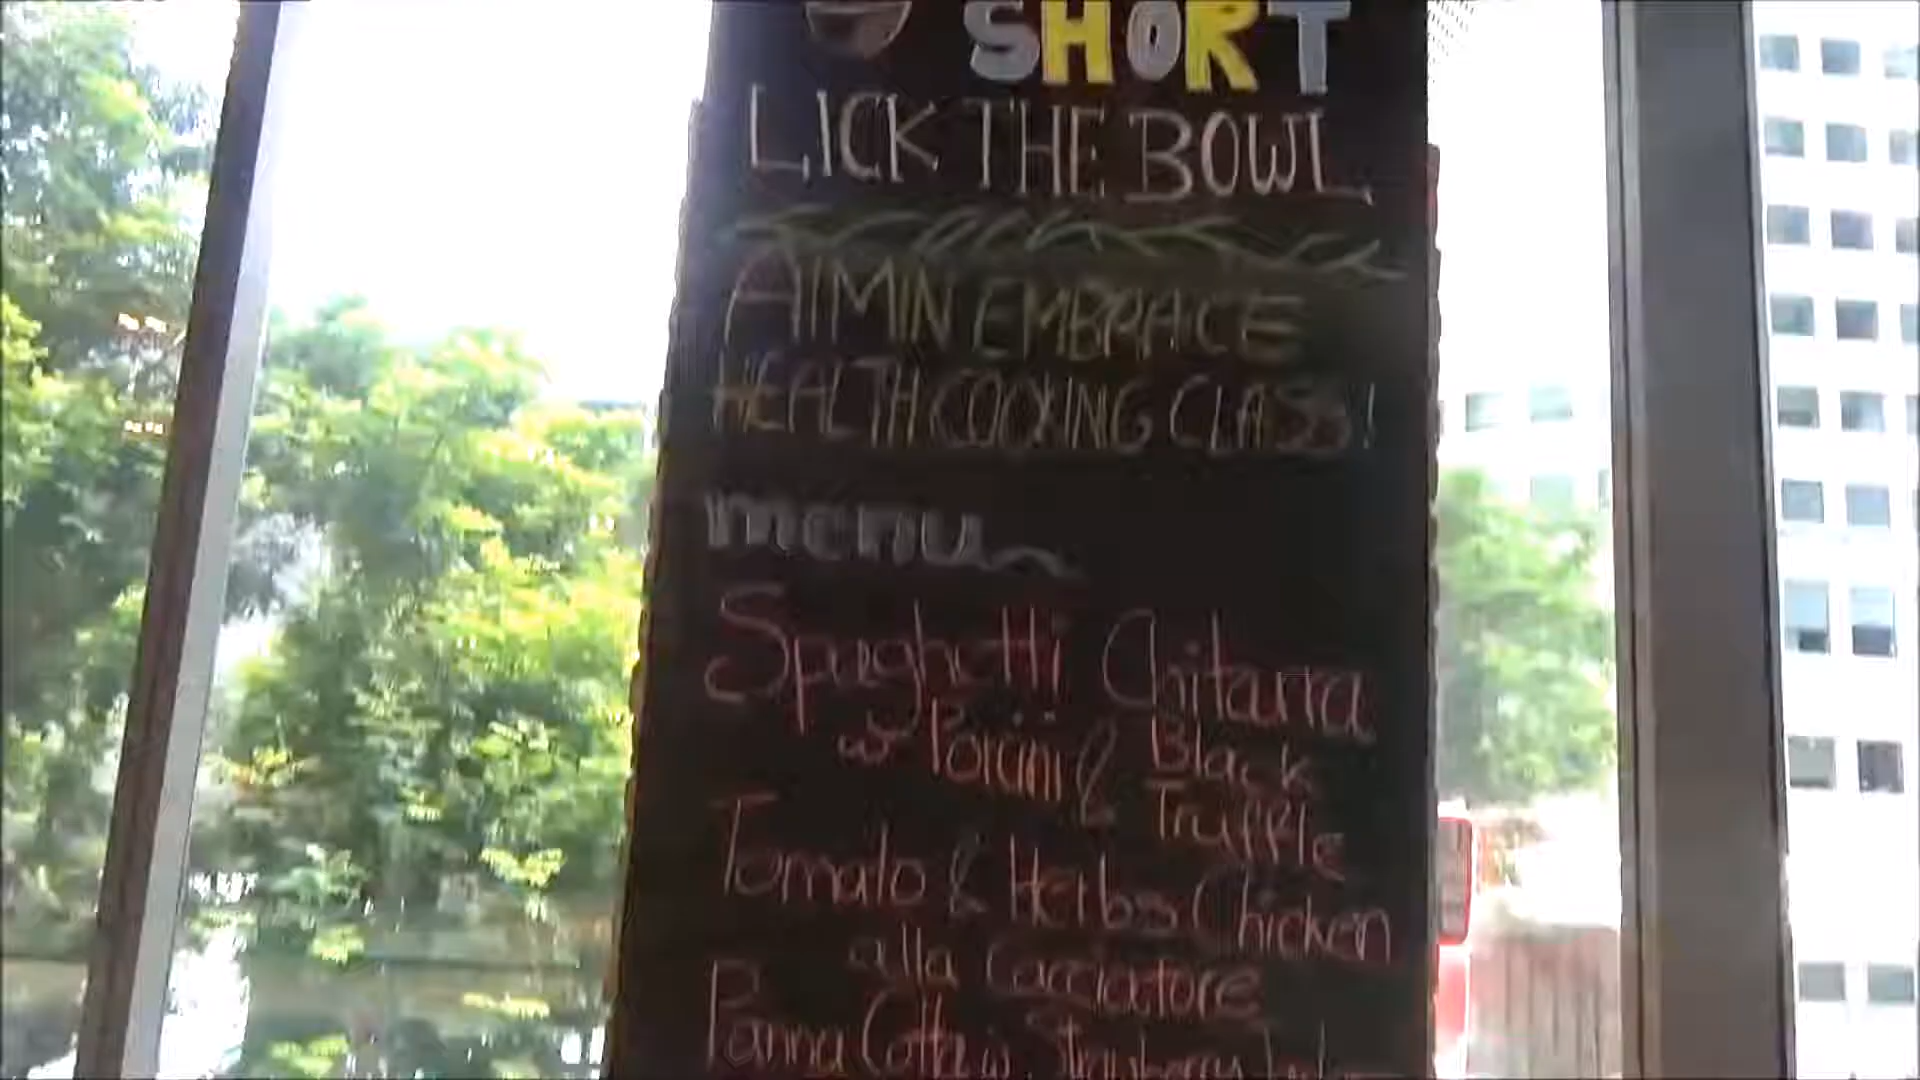 SHORT
LICK THE BOWL.
AIMIN EMBRACE
HEALTH COOKING CLASS!
menu
Spaghetti Chitarra
w Porcini & Black
Truffle
Tomato & Herbs Chicken
alla Cacciatore
Panna Cotta w. Strawberry